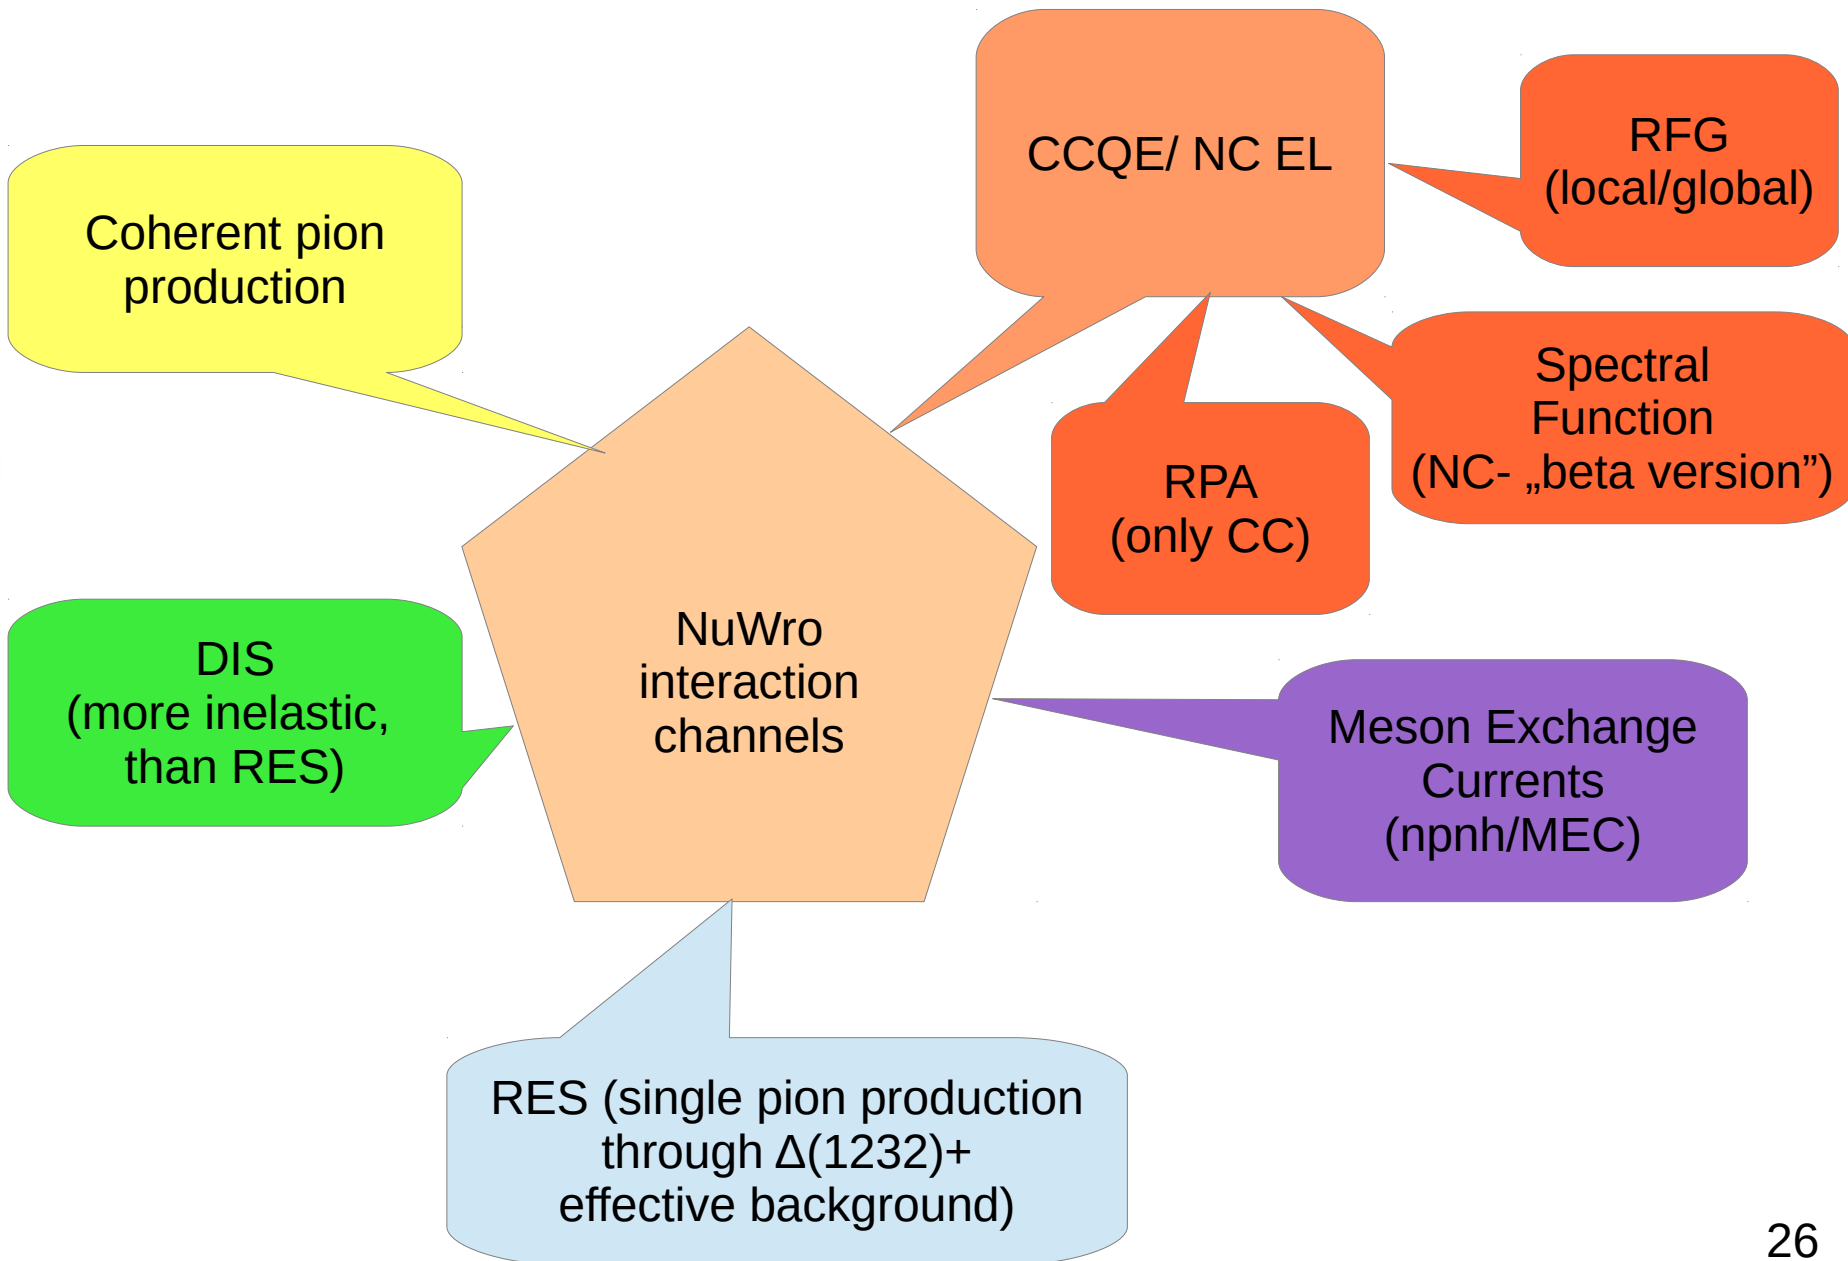 CCQE/ NC EL
RFG
(local/global)
Coherent pion
production
Spectral
Function
(NC- „beta version”)
RPA
(only CC)
NuWro
interaction
channels
DIS
(more inelastic,
than RES)
Meson Exchange
Currents
(npnh/MEC)
RES (single pion production
through Δ(1232)+
effective background)
26